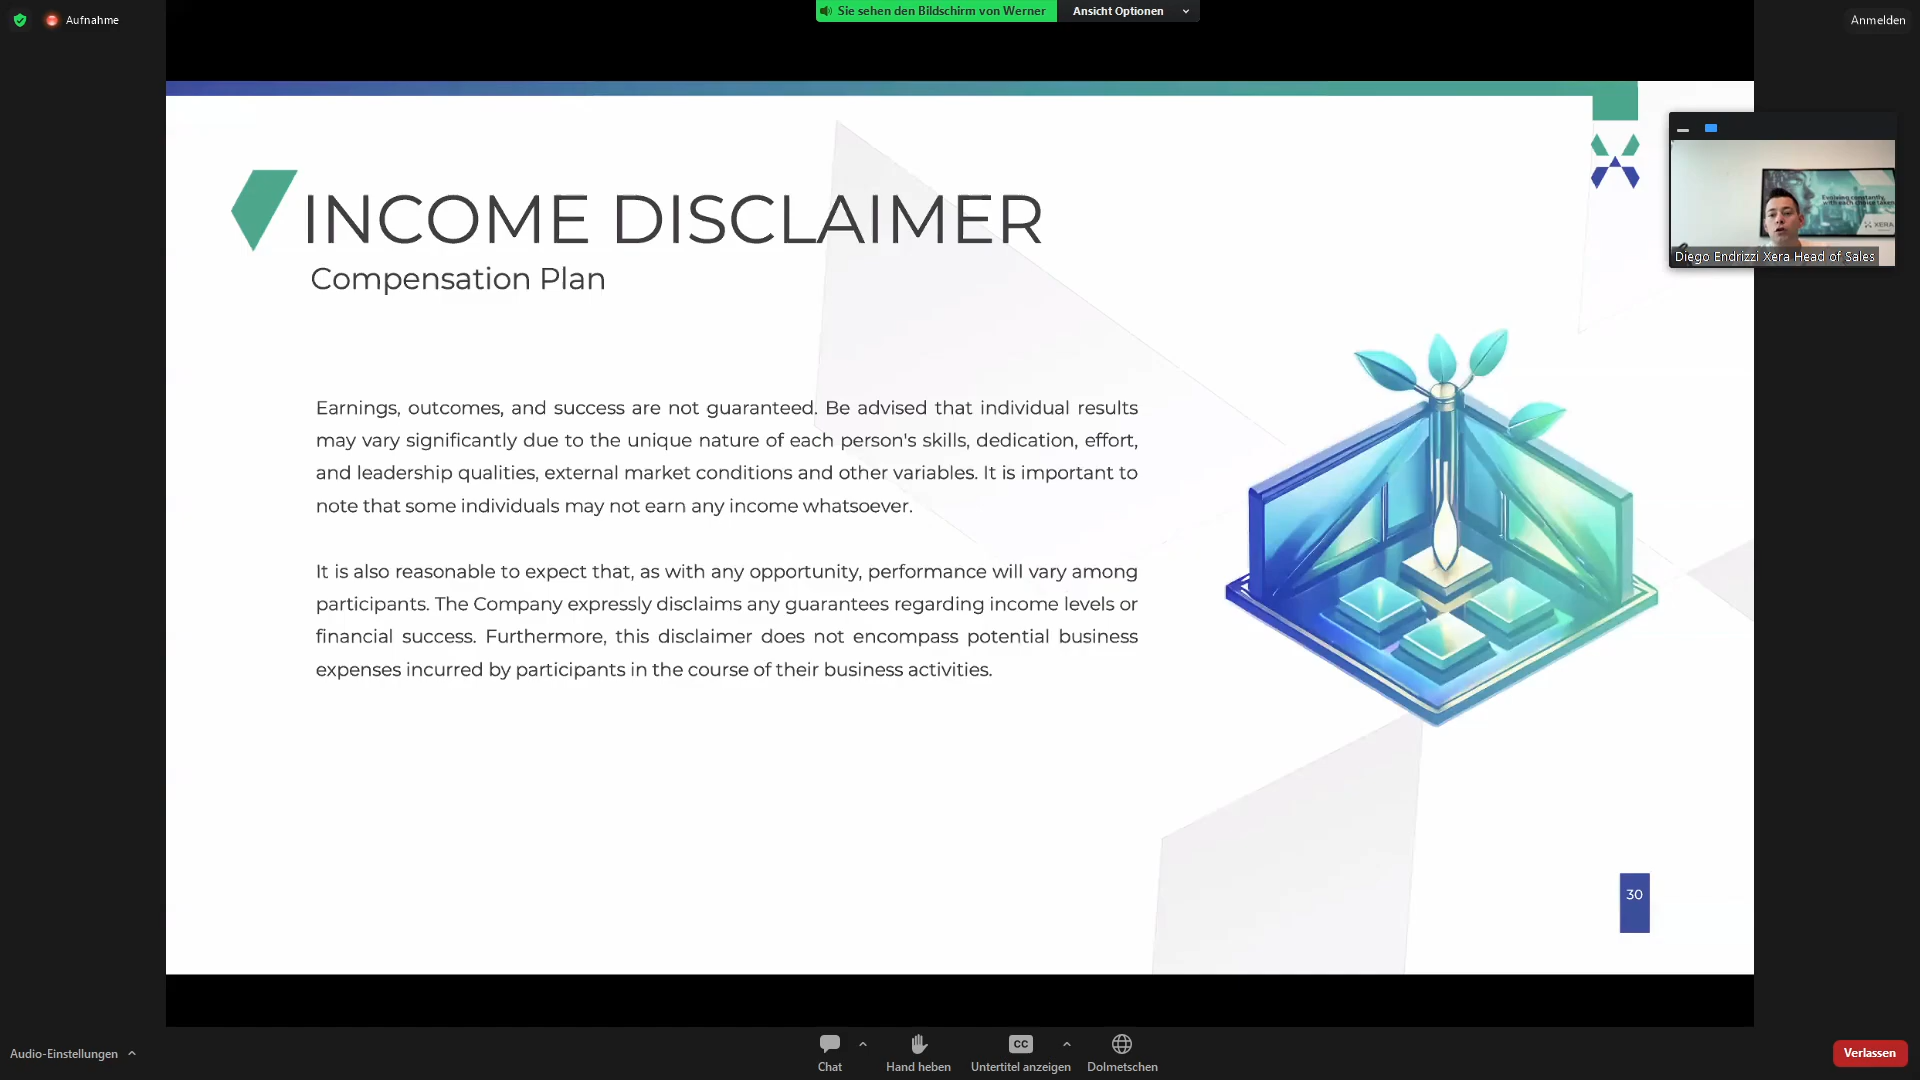 Aufnahme
Sie sehen den Bildschirm von Werner
Ansicht Optionen
Anmelden
INCOME DISCLAIMER
Compensation Plan
Diego Endrizzi Xera Head of Sales
XERA
Earnings, outcomes, and success are not guaranteed. Be advised that individual results
may vary significantly due to the unique nature of each person's skills, dedication, effort,
and leadership qualities, external market conditions and other variables. It is important to
note that some individuals may not earn any income whatsoever.
It is also reasonable to expect that, as with any opportunity, performance will vary among
participants. The Company expressly disclaims any guarantees regarding income levels or
financial success. Furthermore, this disclaimer does not encompass potential business
expenses incurred by participants in the course of their business activities.
30
Audio-Einstellungen
CC
Chat
Hand heben
Untertitel anzeigen
Dolmetschen
Verlassen